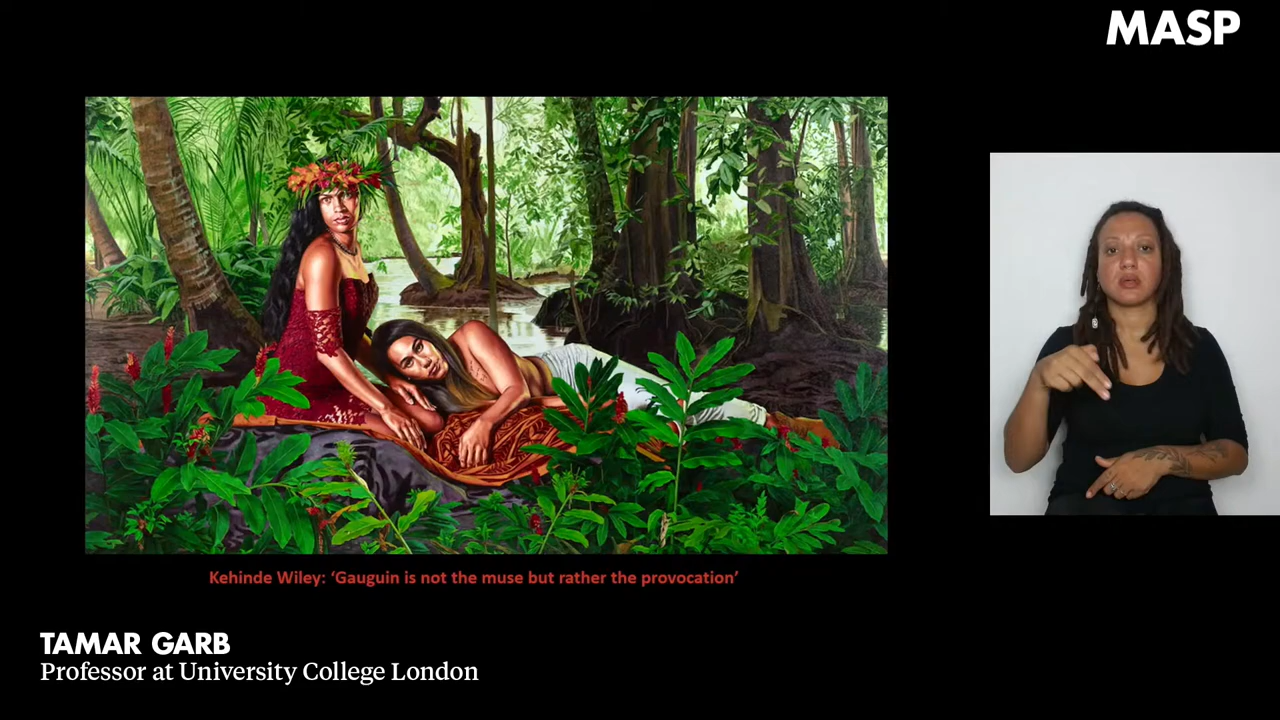 MASP
Kehinde Wiley: ‘Gauguin is not the muse but rather the provocation’
TAMAR GARB
Professor at University College London